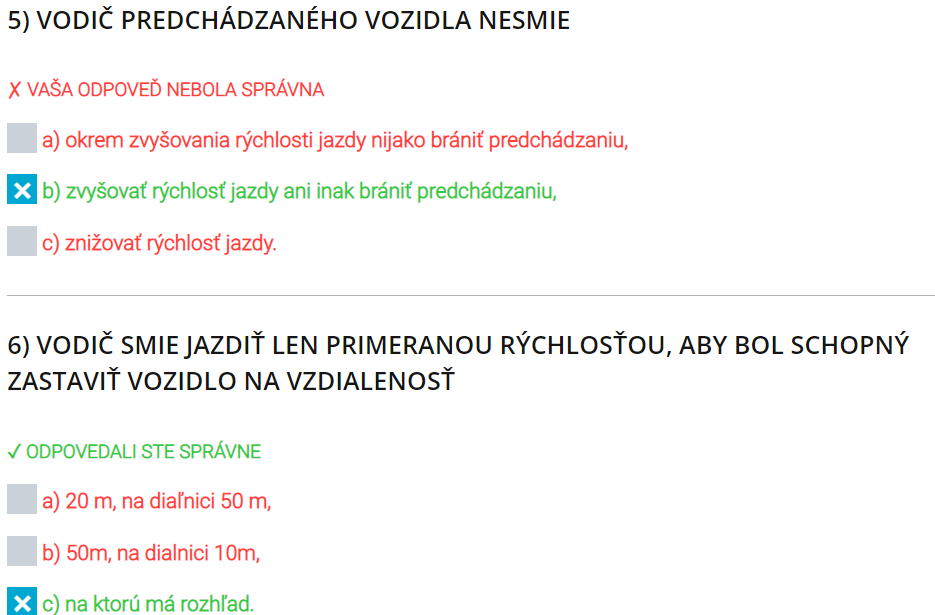 5) VODIČ PREDCHÁDZANÉHO VOZIDLA NESMIE
✗ VAŠA ODPOVEĎ NEBOLA SPRÁVNA
a) okrem zvyšovania rýchlosti jazdy nijako brániť predchádzaniu,
b) zvyšovať rýchlosť jazdy ani inak brániť predchádzaniu,
c) znižovať rýchlosť jazdy.
6) VODIČ SMIE JAZDIŤ LEN PRIMERANOU RÝCHLOSŤOU, ABY BOL SCHOPNÝ
ZASTAVIŤ VOZIDLO NA VZDIALENOSŤ
✓ ODPOVEDALI STE SPRÁVNE
a) 20 m, na diaľnici 50 m,
b) 50m, na dialnici 10m,
c) na ktorú má rozhľad.